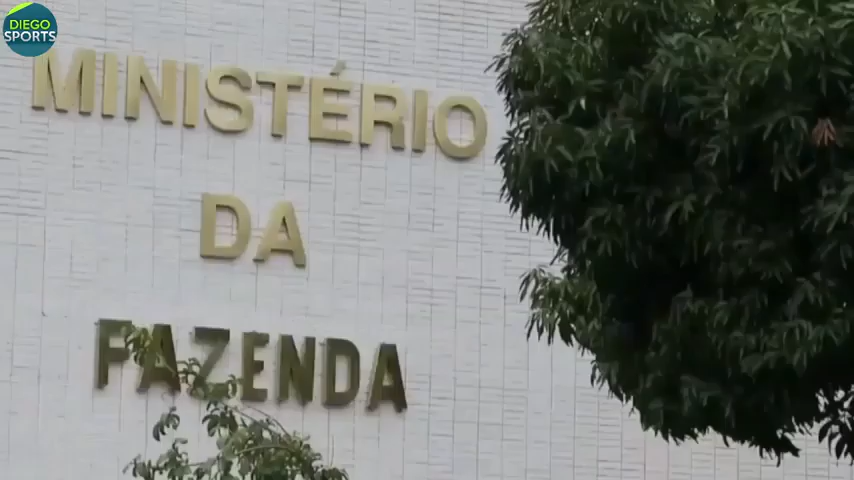 DIEGO
SPORTS
MINISTÉRIO
DA
FAZENDA